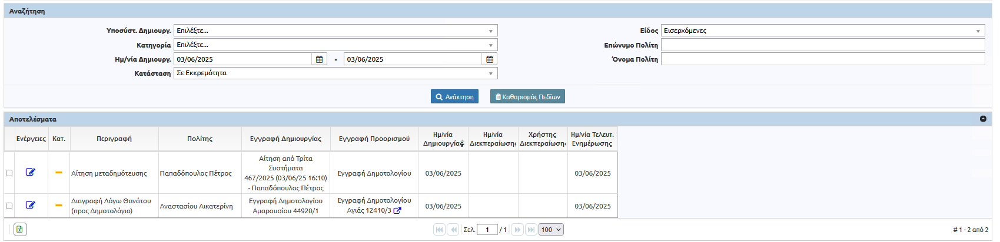 Αναζήτηση
Υποσύστ. Δημιουργ. Επιλέξτε... Είδος Εισερχόμενες
Κατηγορία Επιλέξτε... Επώνυμο Πολίτη
Ημ/νία Δημιουργ. 03/06/2025 - 03/06/2025 Όνομα Πολίτη
Κατάσταση Σε Εκκρεμότητα
Ανάκτηση Καθαρισμός Πεδίων
Αποτελέσματα
Ενέργειες Κατ. Περιγραφή Πολίτης Εγγραφή Δημιουργίας Εγγραφή Προορισμού Ημ/νία Δημιουργίας Ημ/νία Διεκπεραίωσης Χρήστης Διεκπεραίωσης Ημ/νία Τελευτ. Ενημέρωσης
Αίτηση μεταδημότευσης Παπαδόπουλος Πέτρος Αίτηση από Τρίτα Συστήματα 467/2025 (03/06/25 16:10) - Παπαδόπουλος Πέτρος Εγγραφή Δημοτολογίου 03/06/2025 03/06/2025
Διαγραφή Λόγω Θανάτου (προς Δημοτολόγιο) Αναστασίου Αικατερίνη Εγγραφή Δημοτολογίου Αμαρουσίου 44920/1 Εγγραφή Δημοτολογίου Αγιάς 12410/3 03/06/2025 03/06/2025
Σελ. 1 / 1 100 # 1 - 2 από 2